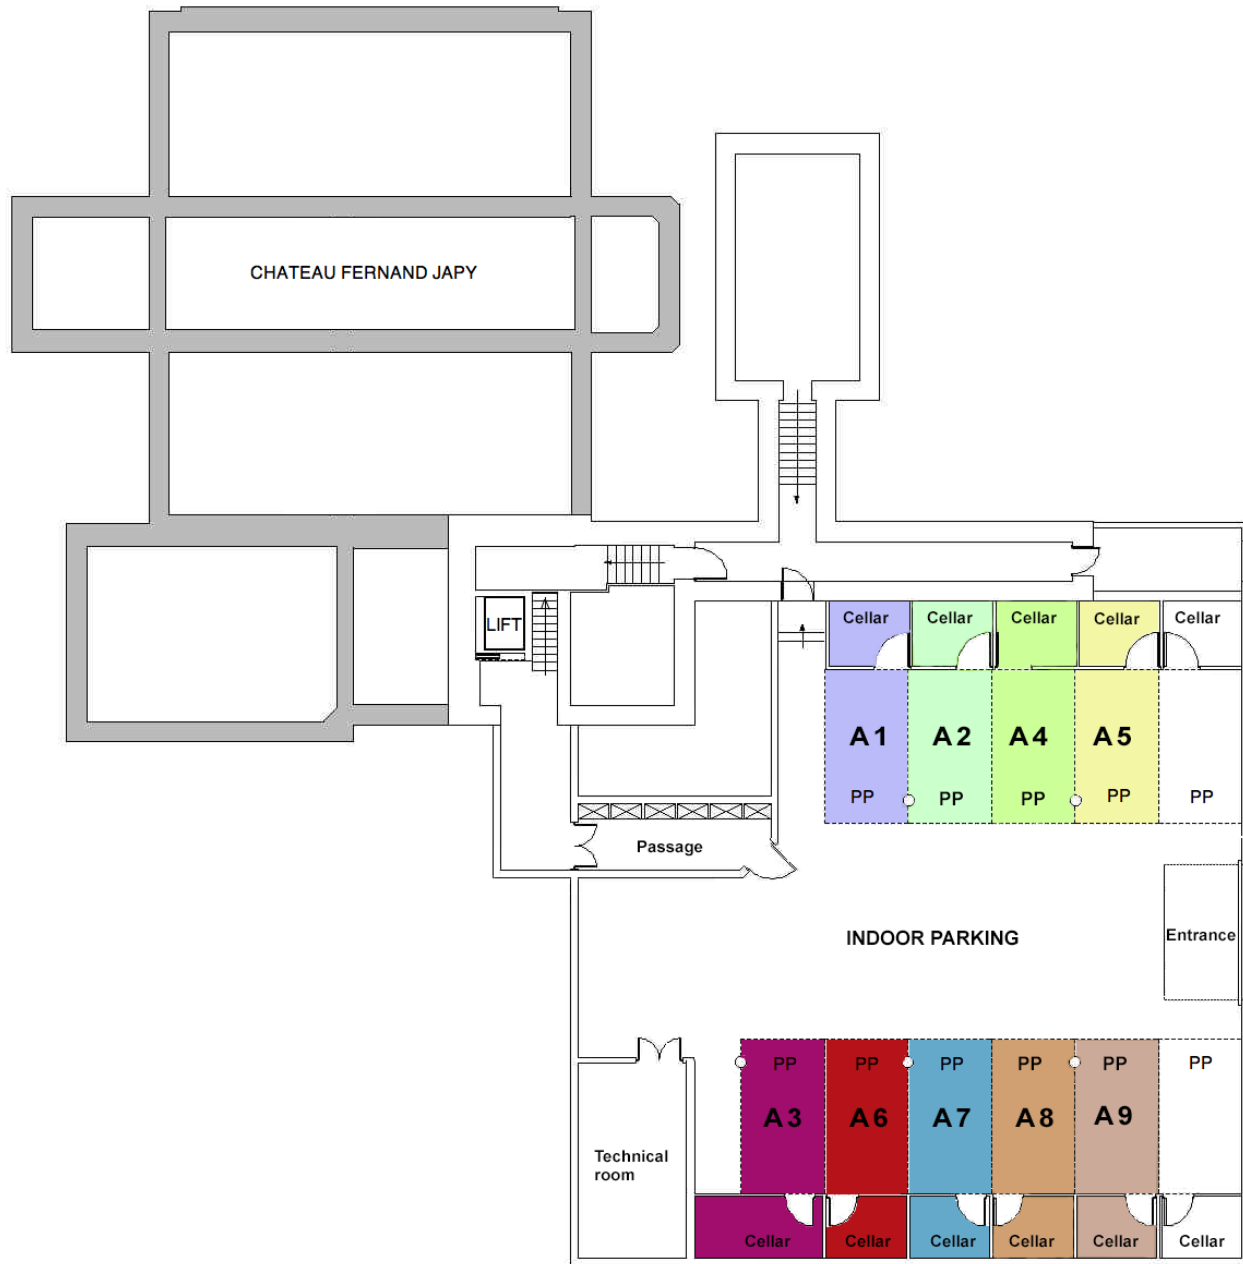 CHATEAU FERNAND JAPY
LIFT
Cellar
Cellar
Cellar
Cellar
Cellar
A1
A2
A4
A5
PP
PP
PP
PP
PP
Passage
INDOOR PARKING
Entrance
PP
PP
PP
PP
PP
PP
A3
A6
A7
A8
A9
Technical
room
Cellar
Cellar
Cellar
Cellar
Cellar
Cellar